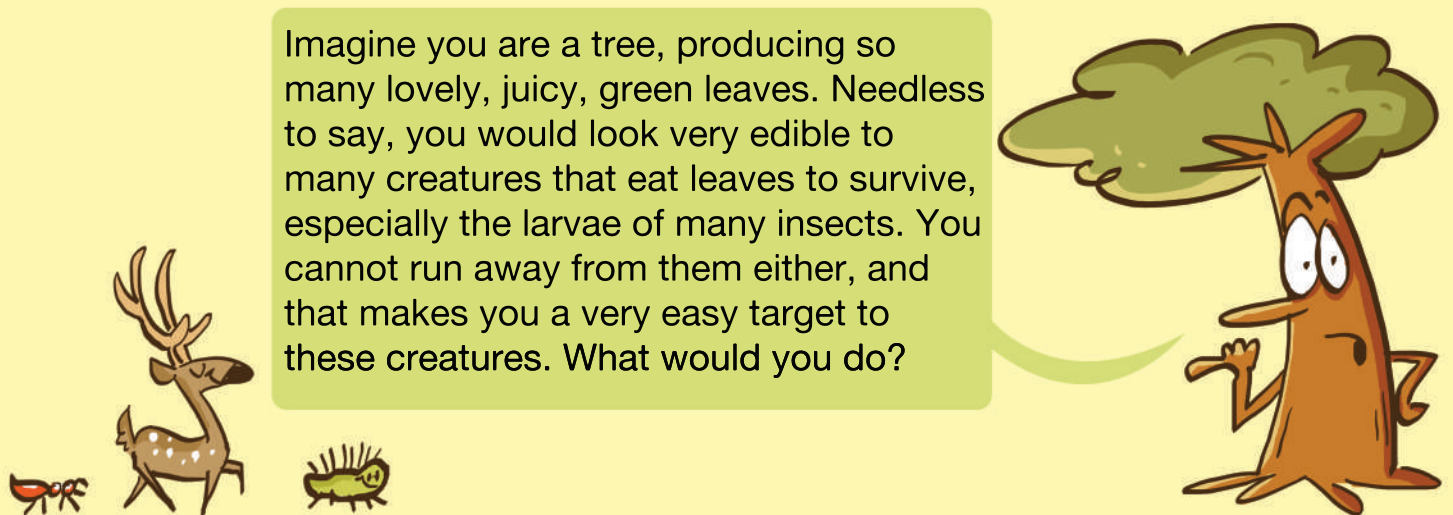 Imagine you are a tree, producing so
many lovely, juicy, green leaves. Needless
to say, you would look very edible to
many creatures that eat leaves to survive,
especially the larvae of many insects. You
cannot run away from them either, and
that makes you a very easy target to
these creatures. What would you do?